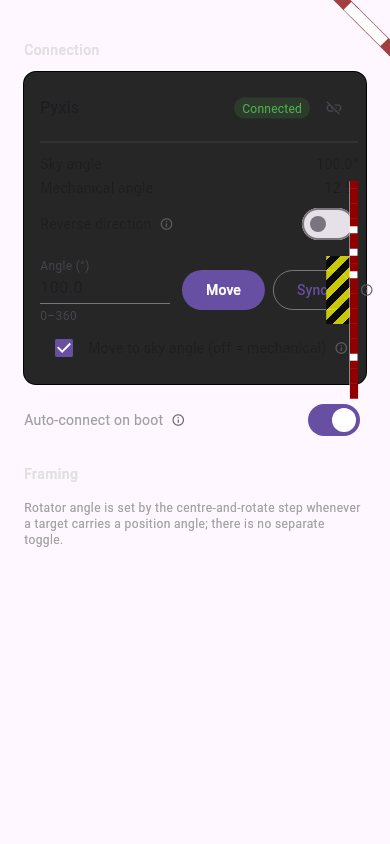 Connection
Pyxis
Connected
Sky angle 100.0°
Mechanical angle
Reverse direction
Angle (°)
100.0
Move
Sync
0–360
Move to sky angle (off = mechanical)
Auto-connect on boot
Framing
Rotator angle is set by the centre-and-rotate step whenever
a target carries a position angle; there is no separate
toggle.